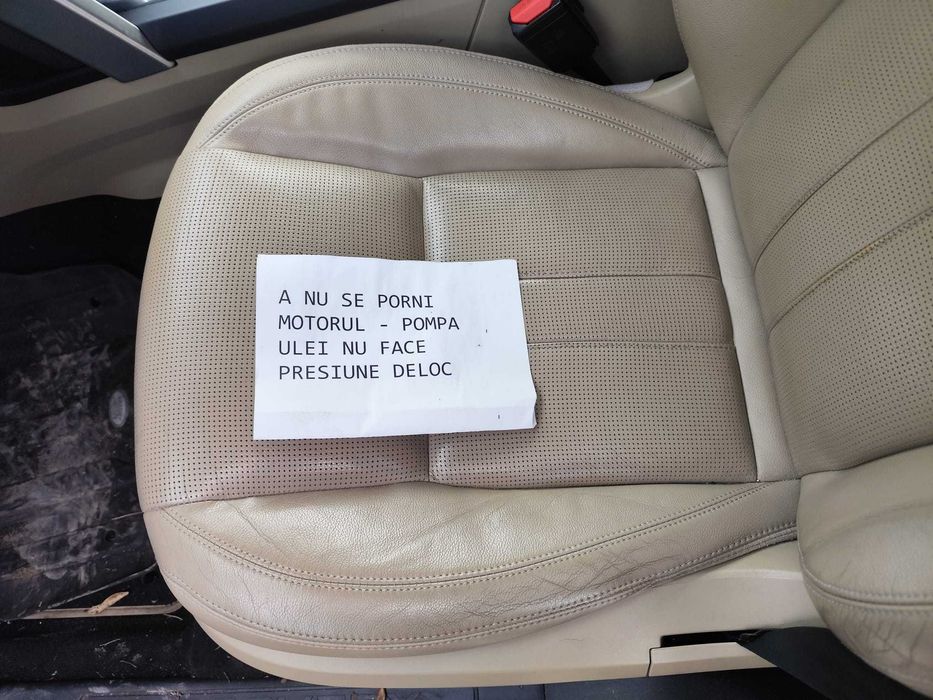 A NU SE PORNI
MOTORUL - POMPA
ULEI NU FACE
PRESIUNE DELOC